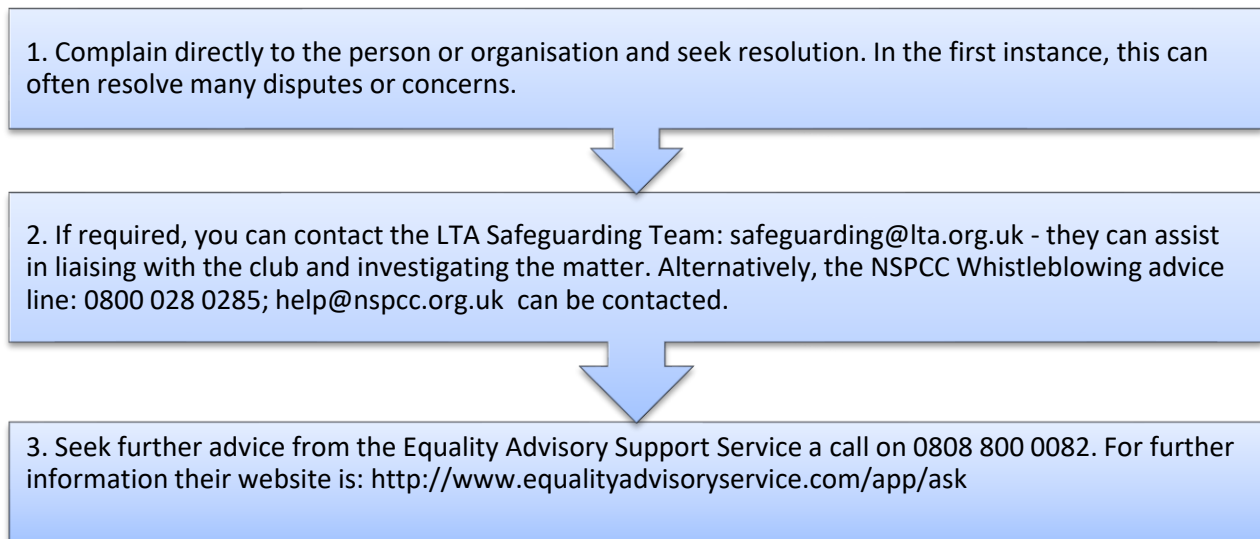 1. Complain directly to the person or organisation and seek resolution. In the first instance, this can
often resolve many disputes or concerns.
2. If required, you can contact the LTA Safeguarding Team: safeguarding@lta.org.uk - they can assist
in liaising with the club and investigating the matter. Alternatively, the NSPCC Whistleblowing advice
line: 0800 028 0285; help@nspcc.org.uk  can be contacted.
3. Seek further advice from the Equality Advisory Support Service a call on 0808 800 0082. For further
information their website is: http://www.equalityadvisoryservice.com/app/ask